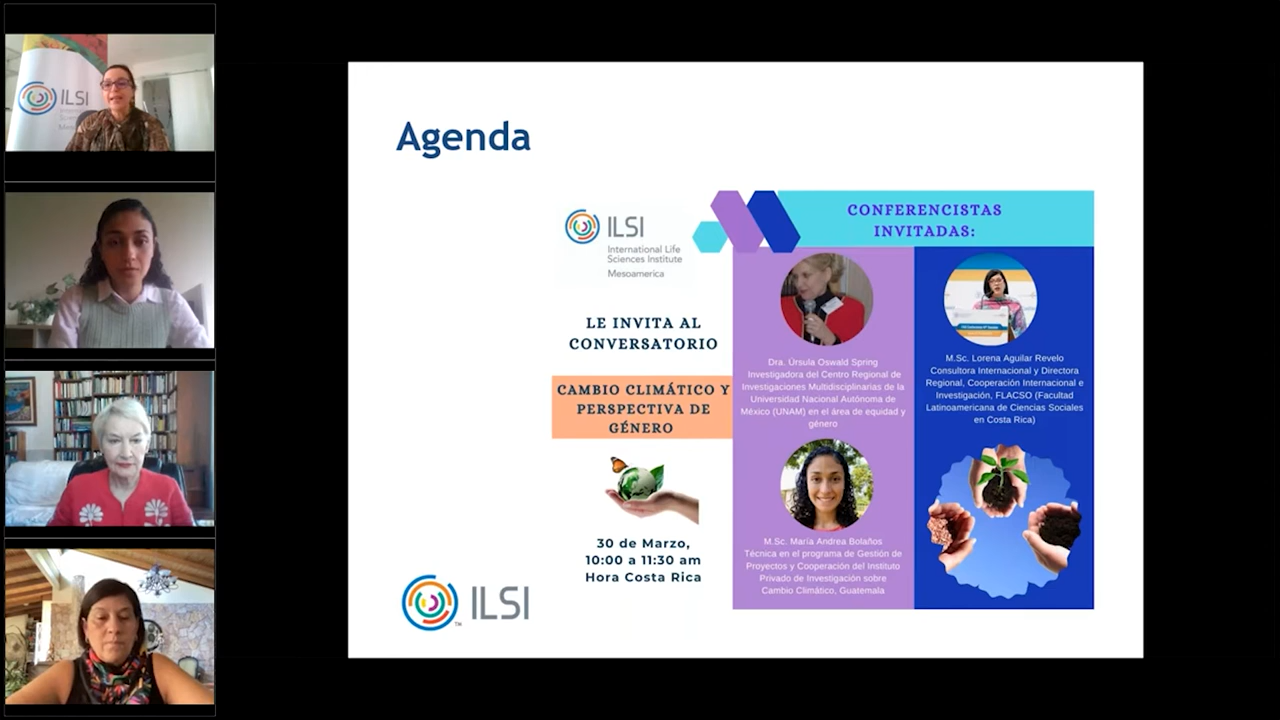 ILSI
Agenda
ILSI
International Life
Sciences Institute
Mesoamerica
LE INVITA AL
CONVERSATORIO
CAMBIO CLIMÁTICO Y
PERSPECTIVA DE
GÉNERO
30 de Marzo,
10:00 a 11:30 am
Hora Costa Rica
ILSI
TM
CONFERENCISTAS
INVITADAS:
Dra. Úrsula Oswald Spring
Investigadora del Centro Regional de
Investigaciones Multidisciplinarias de la
Universidad Nacional Autónoma de
México (UNAM) en el área de equidad y
género
M.Sc. Lorena Aguilar Revelo
Consultora Internacional y Directora
Regional, Cooperación Internacional e
Investigación, FLACSO (Facultad
Latinoamericana de Ciencias Sociales
en Costa Rica)
M.Sc. María Andrea Bolaños
Técnica en el programa de Gestión de
Proyectos y Cooperación del Instituto
Privado de Investigación sobre
Cambio Climático, Guatemala